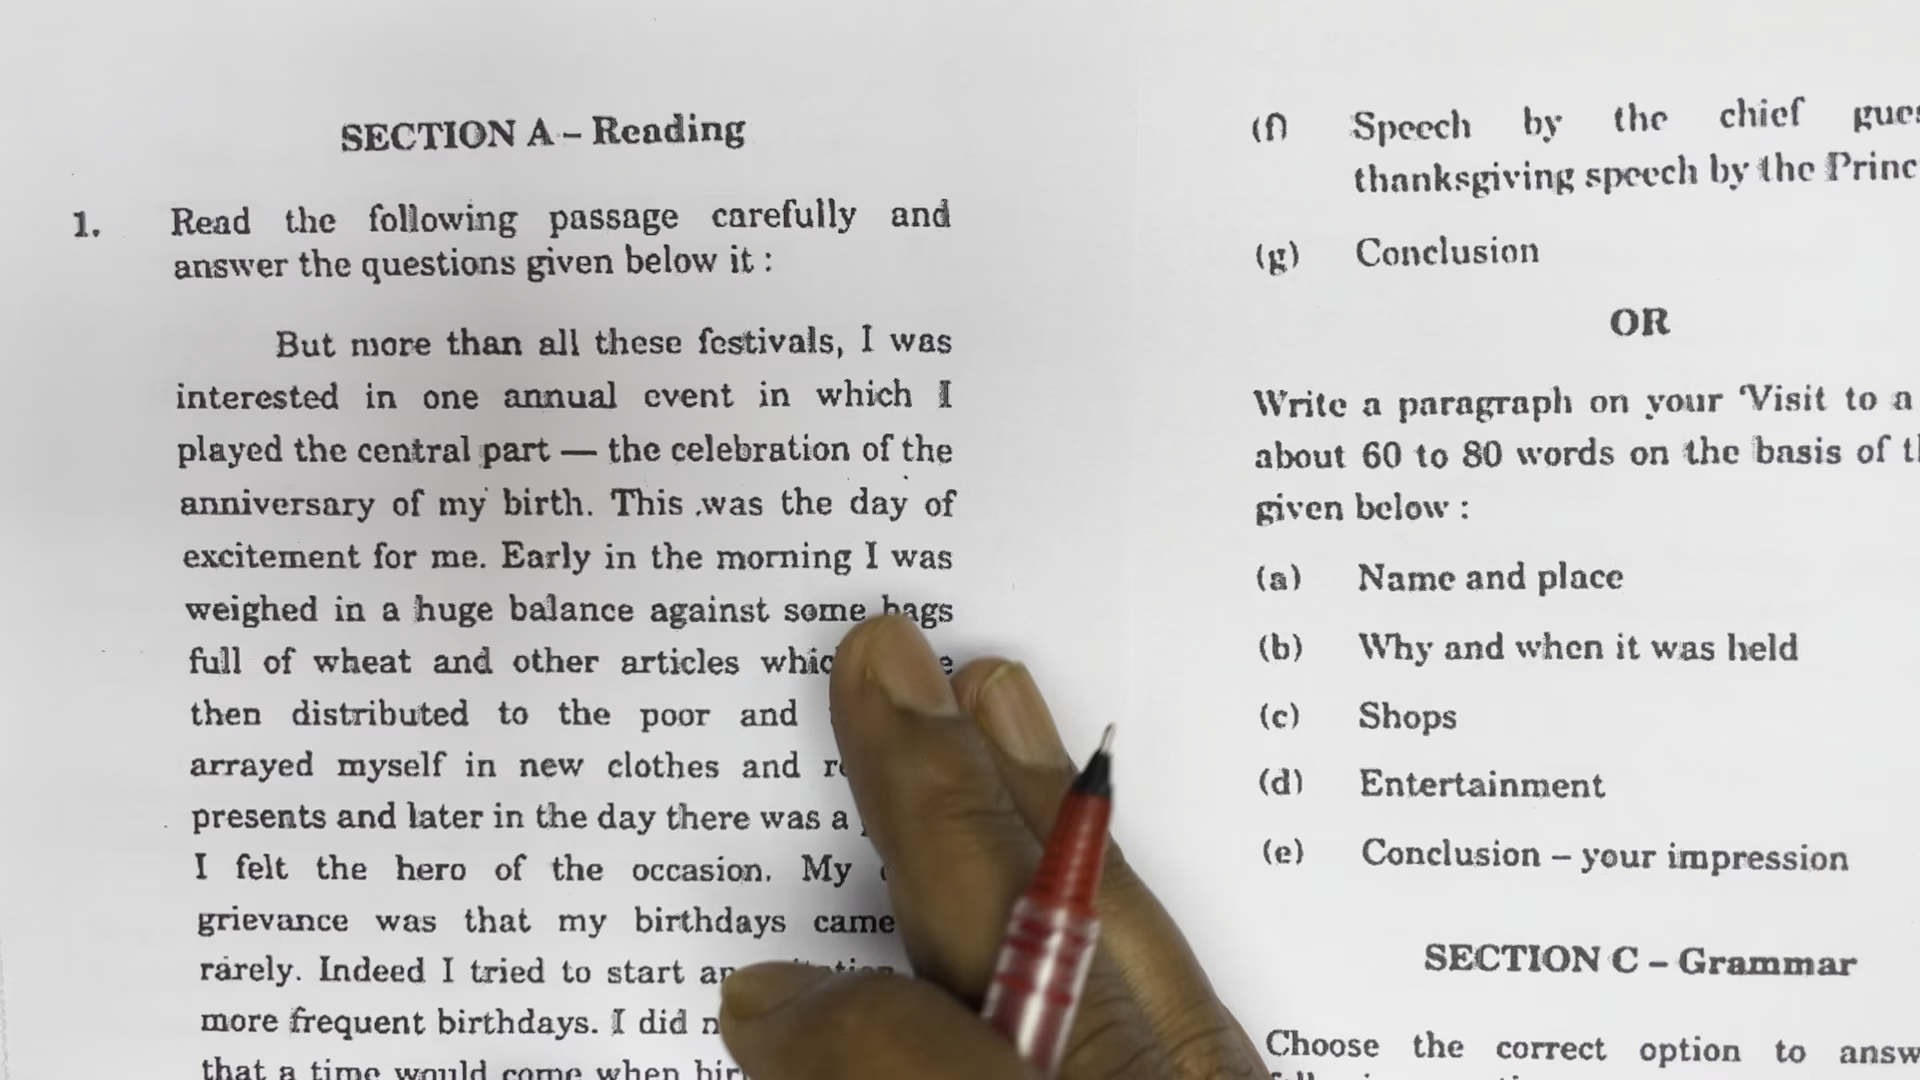 SECTION A – Reading
1. Read the following passage carefully and
answer the questions given below it :
But more than all these festivals, I was
interested in one annual event in which I
played the central part — the celebration of the
anniversary of my birth. This was the day of
excitement for me. Early in the morning I was
weighed in a huge balance against some bags
full of wheat and other articles
then distributed to the poor and
arrayed myself in new clothes and
presents and later in the day there was a
I felt the hero of the occasion. My
grievance was that my birthdays came
rarely. Indeed I tried to start
more frequent birthdays. I did
that a time would come when
(f) Speech by the chief
thanksgiving speech by the
(g) Conclusion
OR
Write a paragraph on your ‘Visit to a
about 60 to 80 words on the basis of
given below :
(a) Name and place
(b) Why and when it was held
(c) Shops
(d) Entertainment
(e) Conclusion – your impression
SECTION C – Grammar
Choose the correct option to